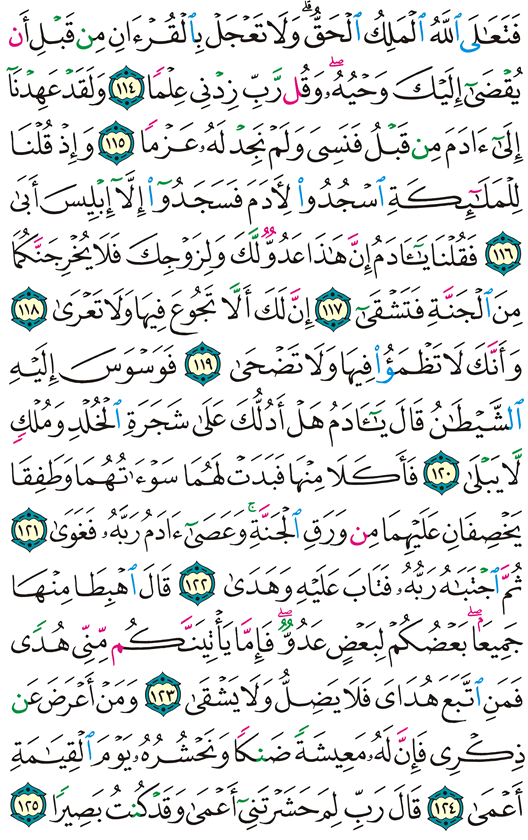 فَتَعَٰلَى ٱللَّهُ ٱلْمَلِكُ ٱلْحَقُّ ۗ وَلَا تَعْجَلْ بِٱلْقُرْءَانِ مِن قَبْلِ أَن
يُقْضَىٰٓ إِلَيْكَ وَحْيُهُۥ ۖ وَقُل رَّبِّ زِدْنِى عِلْمًا ١١٤ وَلَقَدْ عَهِدْنَآ
إِلَىٰٓ ءَادَمَ مِن قَبْلُ فَنَسِىَ وَلَمْ نَجِدْ لَهُۥ عَزْمًا ١١٥ وَإِذْ قُلْنَا
لِلْمَلَٰٓئِكَةِ ٱسْجُدُوا۟ لِءَادَمَ فَسَجَدُوٓا۟ إِلَّآ إِبْلِيسَ أَبَىٰ
١١٦ فَقُلْنَا يَٰٓـَٔادَمُ إِنَّ هَٰذَا عَدُوٌّ لَّكَ وَلِزَوْجِكَ فَلَا يُخْرِجَنَّكُمَا
مِنَ ٱلْجَنَّةِ فَتَشْقَىٰٓ ١١٧ إِنَّ لَكَ أَلَّا تَجُوعَ فِيهَا وَلَا تَعْرَىٰ ١١٨
وَأَنَّكَ لَا تَظْمَؤُا۟ فِيهَا وَلَا تَضْحَىٰ ١١٩ فَوَسْوَسَ إِلَيْهِ
ٱلشَّيْطَٰنُ قَالَ يَٰٓـَٔادَمُ هَلْ أَدُلُّكَ عَلَىٰ شَجَرَةِ ٱلْخُلْدِ وَمُلْكٍ
لَّا يَبْلَىٰ ١٢٠ فَأَكَلَا مِنْهَا فَبَدَتْ لَهُمَا سَوْءَٰتُهُمَا وَطَفِقَا
يَخْصِفَانِ عَلَيْهِمَا مِن وَرَقِ ٱلْجَنَّةِ ۚ وَعَصَىٰٓ ءَادَمُ رَبَّهُۥ فَغَوَىٰ ١٢١
ثُمَّ ٱجْتَبَٰهُ رَبُّهُۥ فَتَابَ عَلَيْهِ وَهَدَىٰ ١٢٢ قَالَ ٱهْبِطَا مِنْهَا
جَمِيعًۢا ۖ بَعْضُكُمْ لِبَعْضٍ عَدُوٌّ ۖ فَإِمَّا يَأْتِيَنَّكُم مِّنِّى هُدًى
فَمَنِ ٱتَّبَعَ هُدَاىَ فَلَا يَضِلُّ وَلَا يَشْقَىٰ ١٢٣ وَمَنْ أَعْرَضَ عَن
ذِكْرِى فَإِنَّ لَهُۥ مَعِيشَةً ضَنكًا وَنَحْشُرُهُۥ يَوْمَ ٱلْقِيَٰمَةِ
أَعْمَىٰ ١٢٤ قَالَ رَبِّ لِمَ حَشَرْتَنِىٓ أَعْمَىٰ وَقَدْ كُنتُ بَصِيرًا ١٢٥